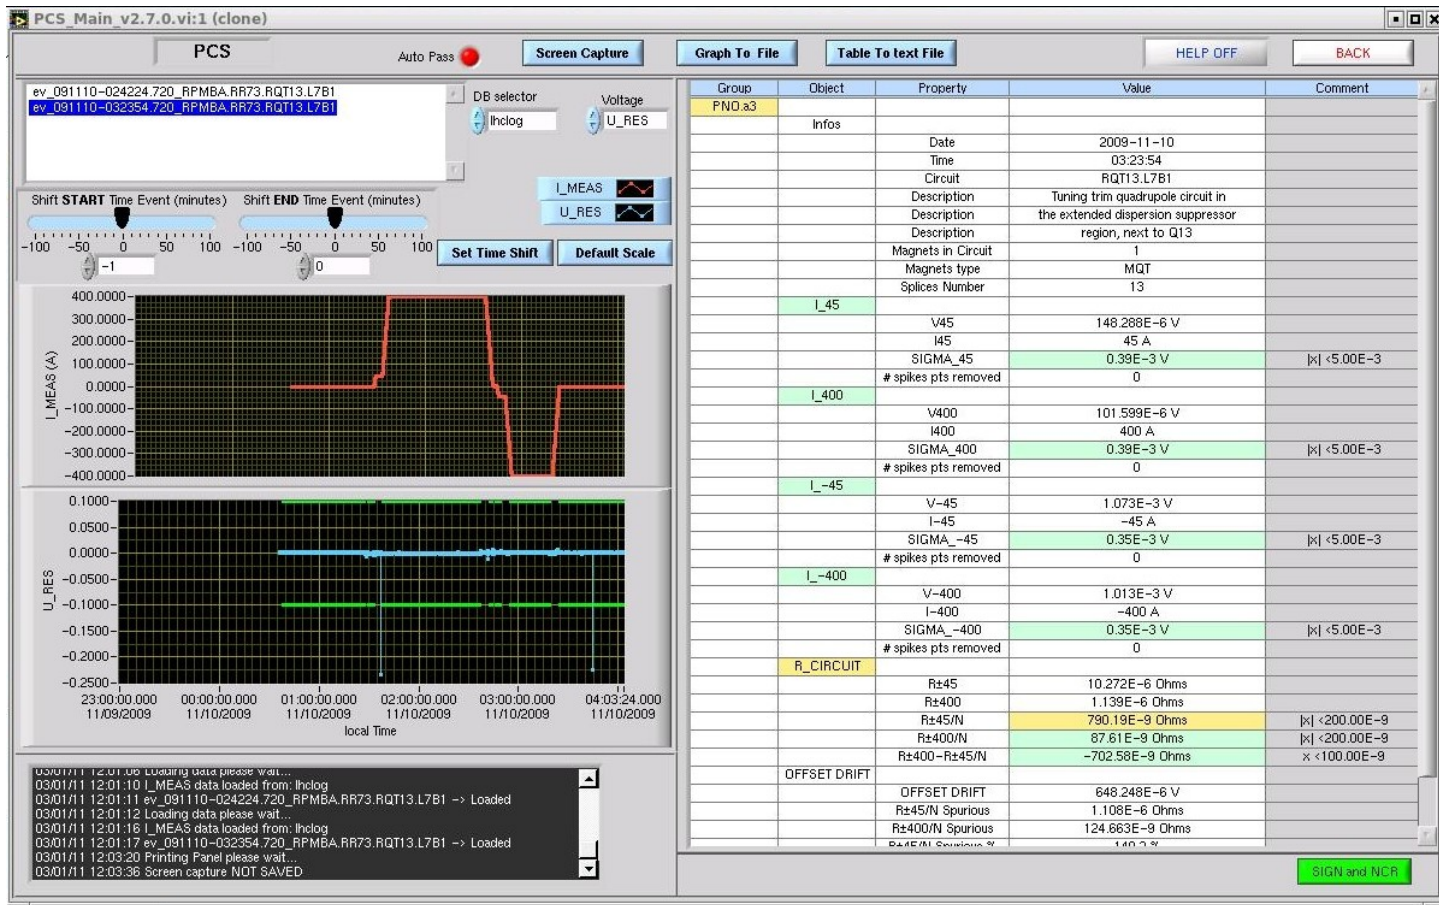 PCS_Main_v2.7.0.vi:1 (clone)
PCS
Auto Pass
Screen Capture
Graph To File
Table To text File
HELP OFF
BACK
ev_091110-024224.720_RPMBA.RR73.RQT13.L7B1
ev_091110-032354.720_RPMBA.RR73.RQT13.L7B1
DB selector
lhclog
Voltage
U_RES
I_MEAS
U_RES
Shift START Time Event (minutes)
-100 -50 0 50 100
-1
Shift END Time Event (minutes)
-100 -50 0 50 100
0
Set Time Shift
Default Scale
I_MEAS (A)
400.0000
300.0000
200.0000
100.0000
0.0000
-100.0000
-200.0000
-300.0000
-400.0000
U_RES
0.1000
0.0500
0.0000
-0.0500
-0.1000
-0.1500
-0.2000
-0.2500
23:00:00.000 00:00:00.000 01:00:00.000 02:00:00.000 03:00:00.000 04:03:24.000
11/09/2009 11/10/2009 11/10/2009 11/10/2009 11/10/2009 11/10/2009
local Time
03/01/11 12:01:06 Loading data please wait...
03/01/11 12:01:10 I_MEAS data loaded from: lhclog
03/01/11 12:01:11 ev_091110-024224.720_RPMBA.RR73.RQT13.L7B1 -> Loaded
03/01/11 12:01:12 Loading data please wait...
03/01/11 12:01:16 I_MEAS data loaded from: lhclog
03/01/11 12:01:17 ev_091110-032354.720_RPMBA.RR73.RQT13.L7B1 -> Loaded
03/01/11 12:03:20 Printing Panel please wait...
03/01/11 12:03:36 Screen capture NOT SAVED
Group Object Property Value Comment
PNO.a3
Infos
Date 2009-11-10
Time 03:23:54
Circuit RQT13.L7B1
Description Tuning trim quadrupole circuit in
Description the extended dispersion suppressor
Description region, next to Q13
Magnets in Circuit 1
Magnets type MQT
Splices Number 13
I_45
V45 148.288E-6 V
I45 45 A
SIGMA_45 0.39E-3 V |x| <5.00E-3
# spikes pts removed 0
I_400
V400 101.599E-6 V
I400 400 A
SIGMA_400 0.39E-3 V |x| <5.00E-3
# spikes pts removed 0
I_-45
V-45 1.073E-3 V
I-45 -45 A
SIGMA_-45 0.35E-3 V |x| <5.00E-3
# spikes pts removed 0
I_-400
V-400 1.013E-3 V
I-400 -400 A
SIGMA_-400 0.35E-3 V |x| <5.00E-3
# spikes pts removed 0
R_CIRCUIT
R±45 10.272E-6 Ohms
R±400 1.139E-6 Ohms
R±45/N 790.19E-9 Ohms |x| <200.00E-9
R±400/N 87.61E-9 Ohms |x| <200.00E-9
R±400-R±45/N -702.58E-9 Ohms x <100.00E-9
OFFSET DRIFT
OFFSET DRIFT 648.248E-6 V
R±45/N Spurious 1.108E-6 Ohms
R±400/N Spurious 124.663E-9 Ohms
R±45/N Spurious %
SIGN and NCR